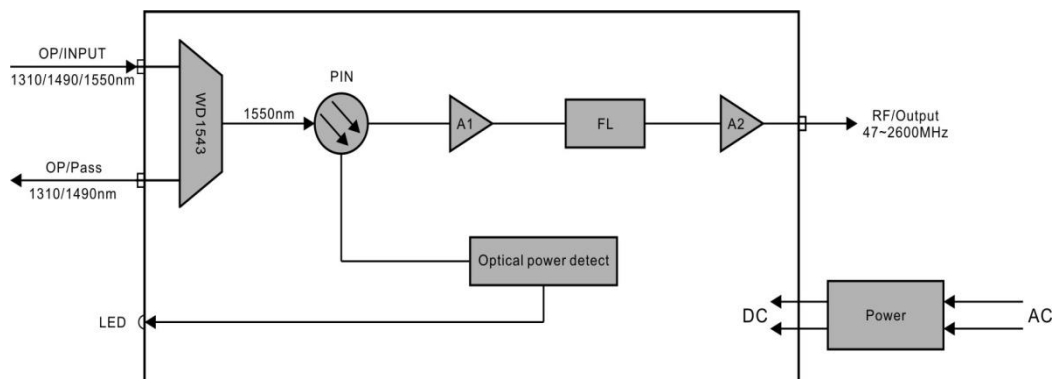 OP/INPUT
1310/1490/1550nm
WD1543
1550nm
PIN
A1
FL
A2
RF/Output
47~2600MHz
OP/Pass
1310/1490nm
Optical power detect
LED
DC
Power
AC